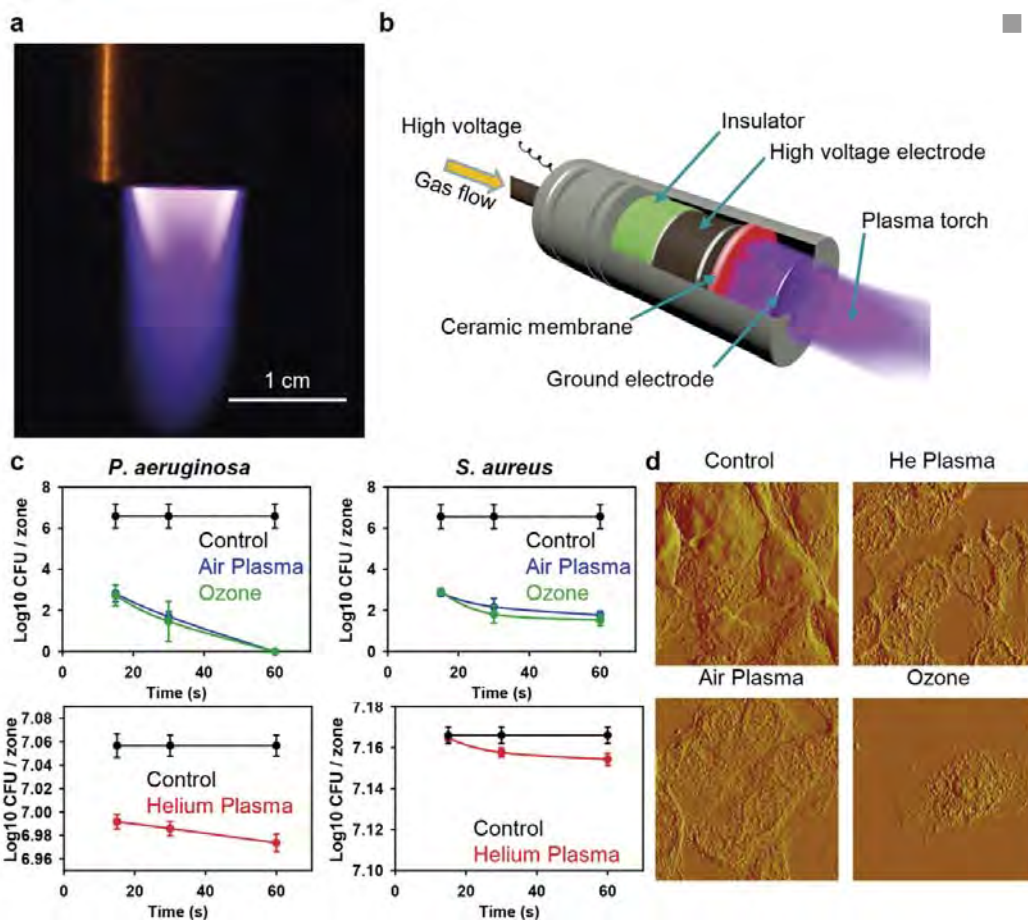 a
1 cm
b
High voltage
Gas flow
Insulator
High voltage electrode
Plasma torch
Ceramic membrane
Ground electrode
c
P. aeruginosa
8
6
4
2
0
Log10 CFU / zone
Control
Air Plasma
Ozone
0 20 40 60
Time (s)
S. aureus
8
6
4
2
0
Log10 CFU / zone
Control
Air Plasma
Ozone
0 20 40 60
Time (s)
7.08
7.06
7.04
7.02
7.00
6.98
6.96
Log10 CFU / zone
Control
Helium Plasma
0 20 40 60
Time (s)
7.18
7.16
7.14
7.12
7.10
Log10 CFU / zone
Control
Helium Plasma
0 20 40 60
Time (s)
d
Control
He Plasma
Air Plasma
Ozone